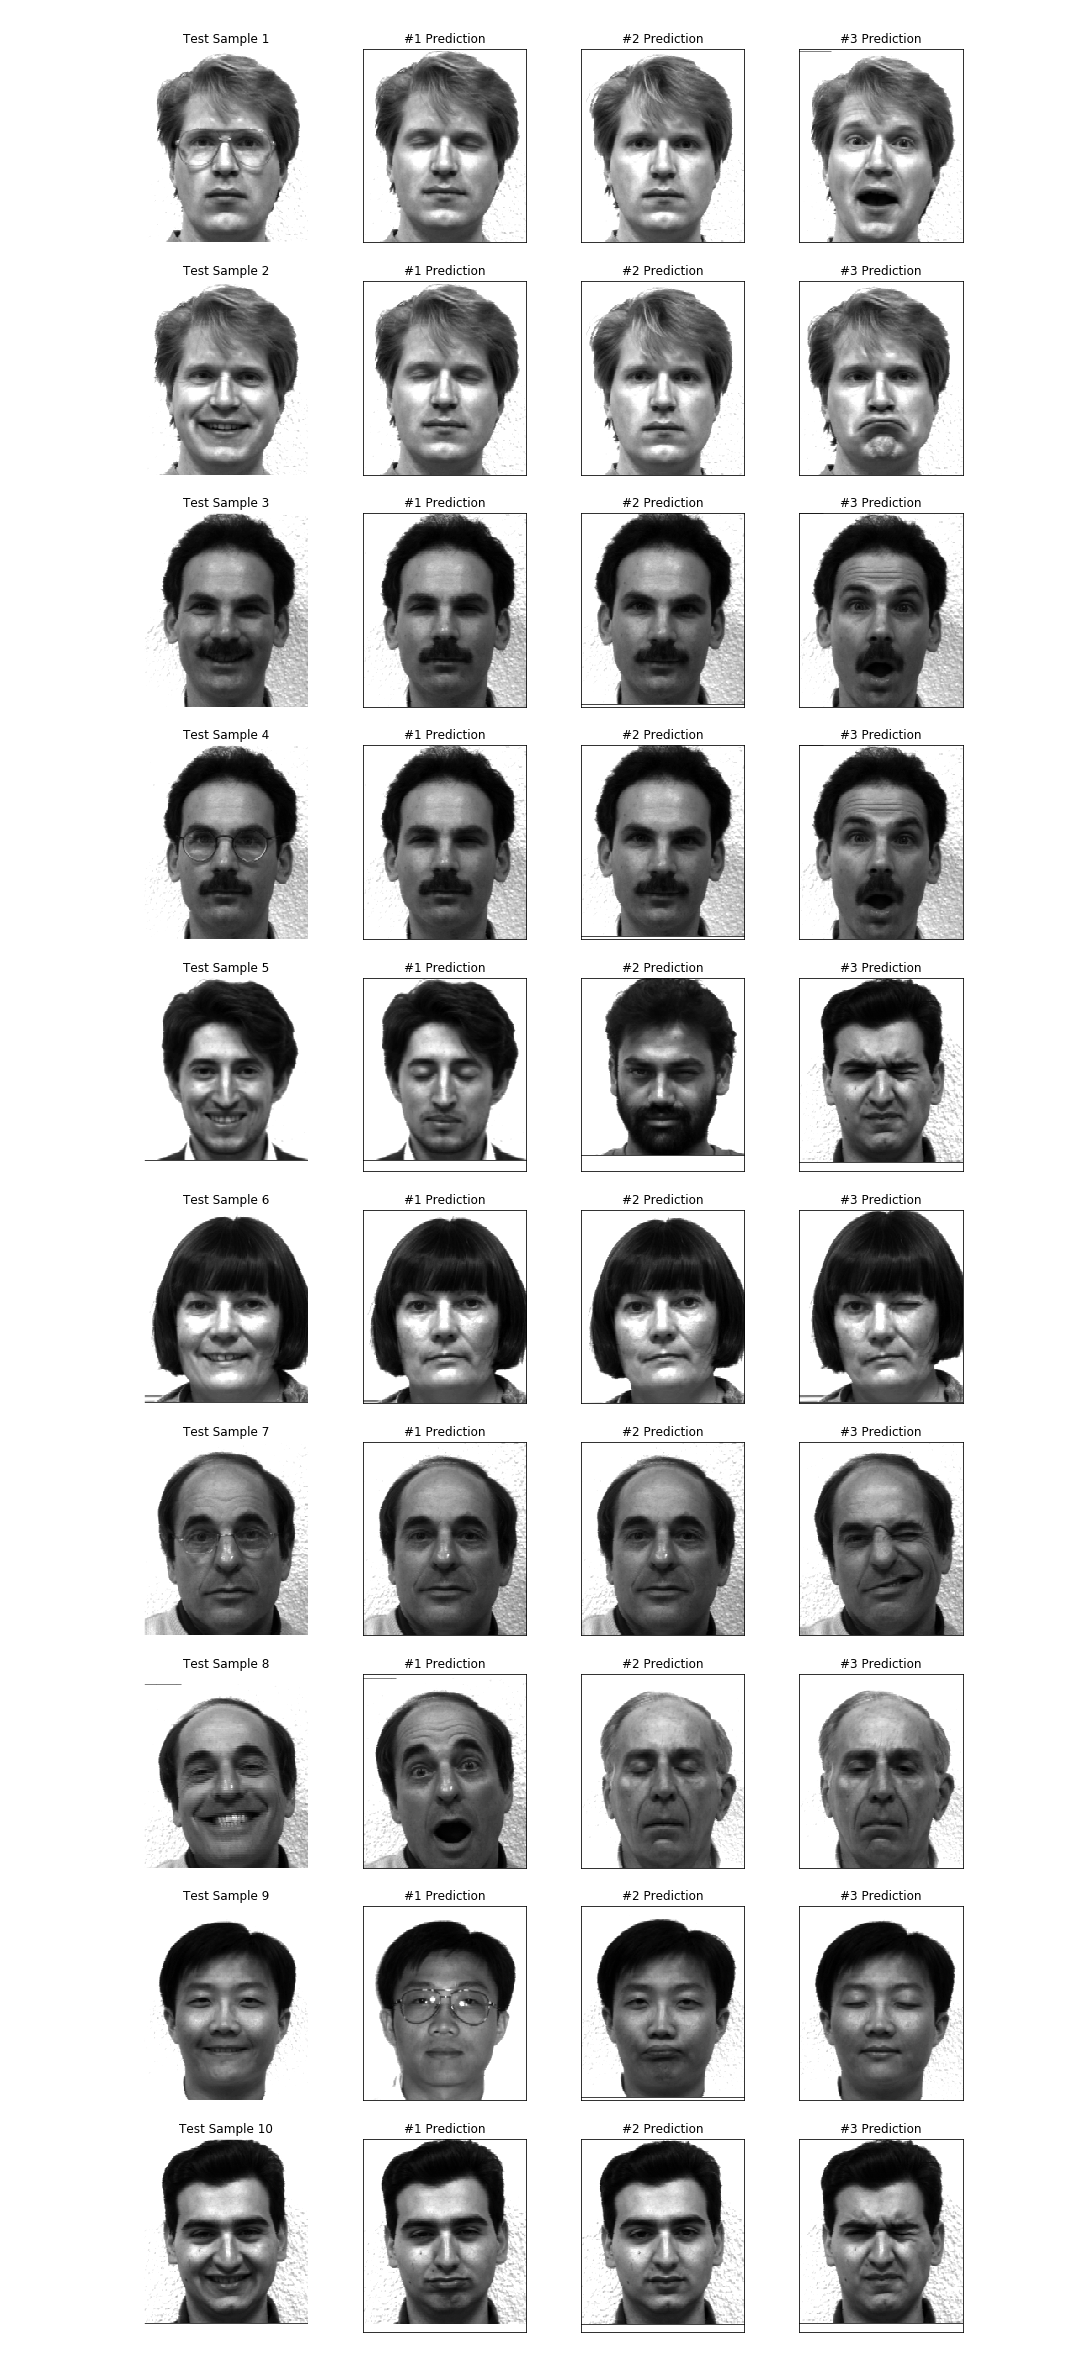 Test Sample 1 #1 Prediction #2 Prediction #3 Prediction
Test Sample 2 #1 Prediction #2 Prediction #3 Prediction
Test Sample 3 #1 Prediction #2 Prediction #3 Prediction
Test Sample 4 #1 Prediction #2 Prediction #3 Prediction
Test Sample 5 #1 Prediction #2 Prediction #3 Prediction
Test Sample 6 #1 Prediction #2 Prediction #3 Prediction
Test Sample 7 #1 Prediction #2 Prediction #3 Prediction
Test Sample 8 #1 Prediction #2 Prediction #3 Prediction
Test Sample 9 #1 Prediction #2 Prediction #3 Prediction
Test Sample 10 #1 Prediction #2 Prediction #3 Prediction